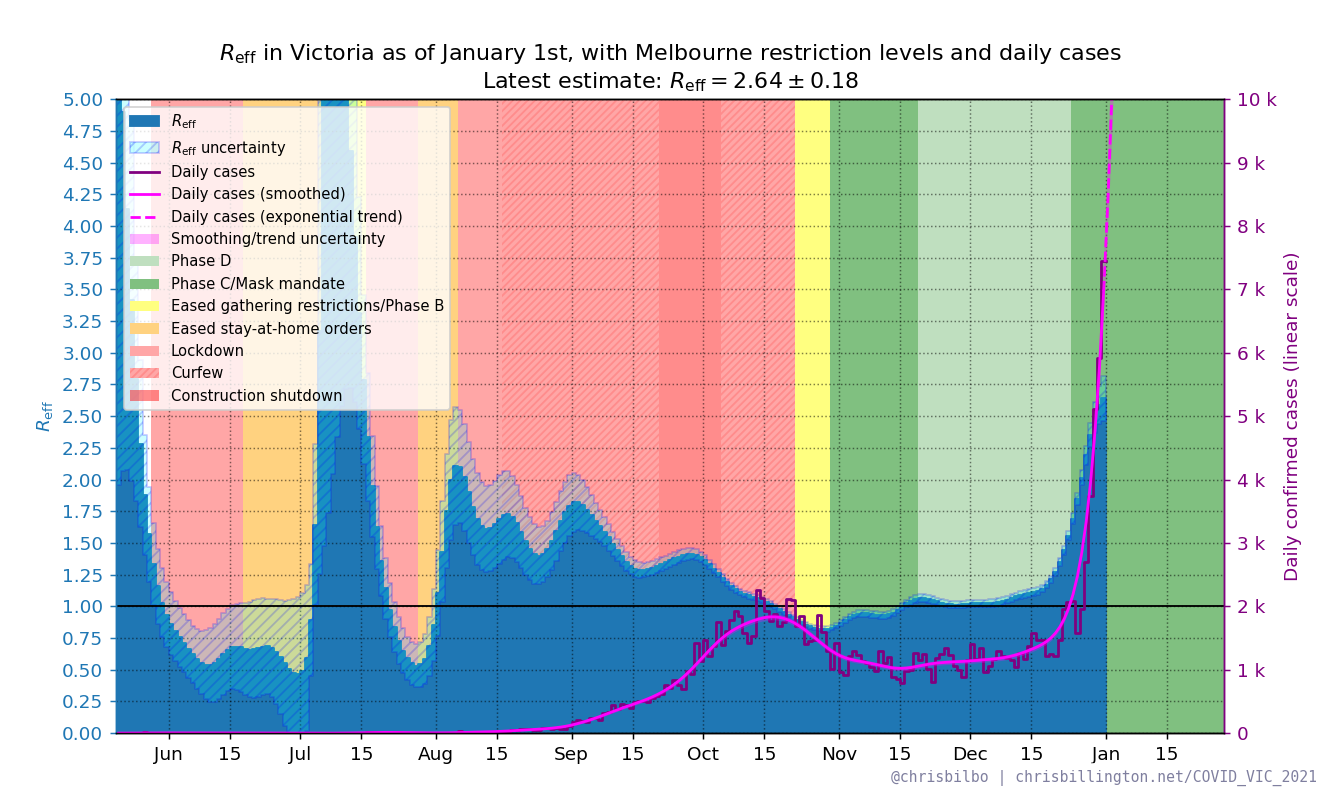 Reff in Victoria as of January 1st, with Melbourne restriction levels and daily cases
Latest estimate: Reff = 2.64 ± 0.18
Reff
5.00
4.75
4.50
4.25
4.00
3.75
3.50
3.25
3.00
2.75
2.50
2.25
2.00
1.75
1.50
1.25
1.00
0.75
0.50
0.25
0.00
Reff
Reff uncertainty
Daily cases
Daily cases (smoothed)
Daily cases (exponential trend)
Smoothing/trend uncertainty
Phase D
Phase C/Mask mandate
Eased gathering restrictions/Phase B
Eased stay-at-home orders
Lockdown
Curfew
Construction shutdown
10 k
9 k
8 k
7 k
6 k
5 k
4 k
3 k
2 k
1 k
0
Daily confirmed cases (linear scale)
Jun 15 Jul 15 Aug 15 Sep 15 Oct 15 Nov 15 Dec 15 Jan 15
@chrisbilbo | chrisbillington.net/COVID_VIC_2021